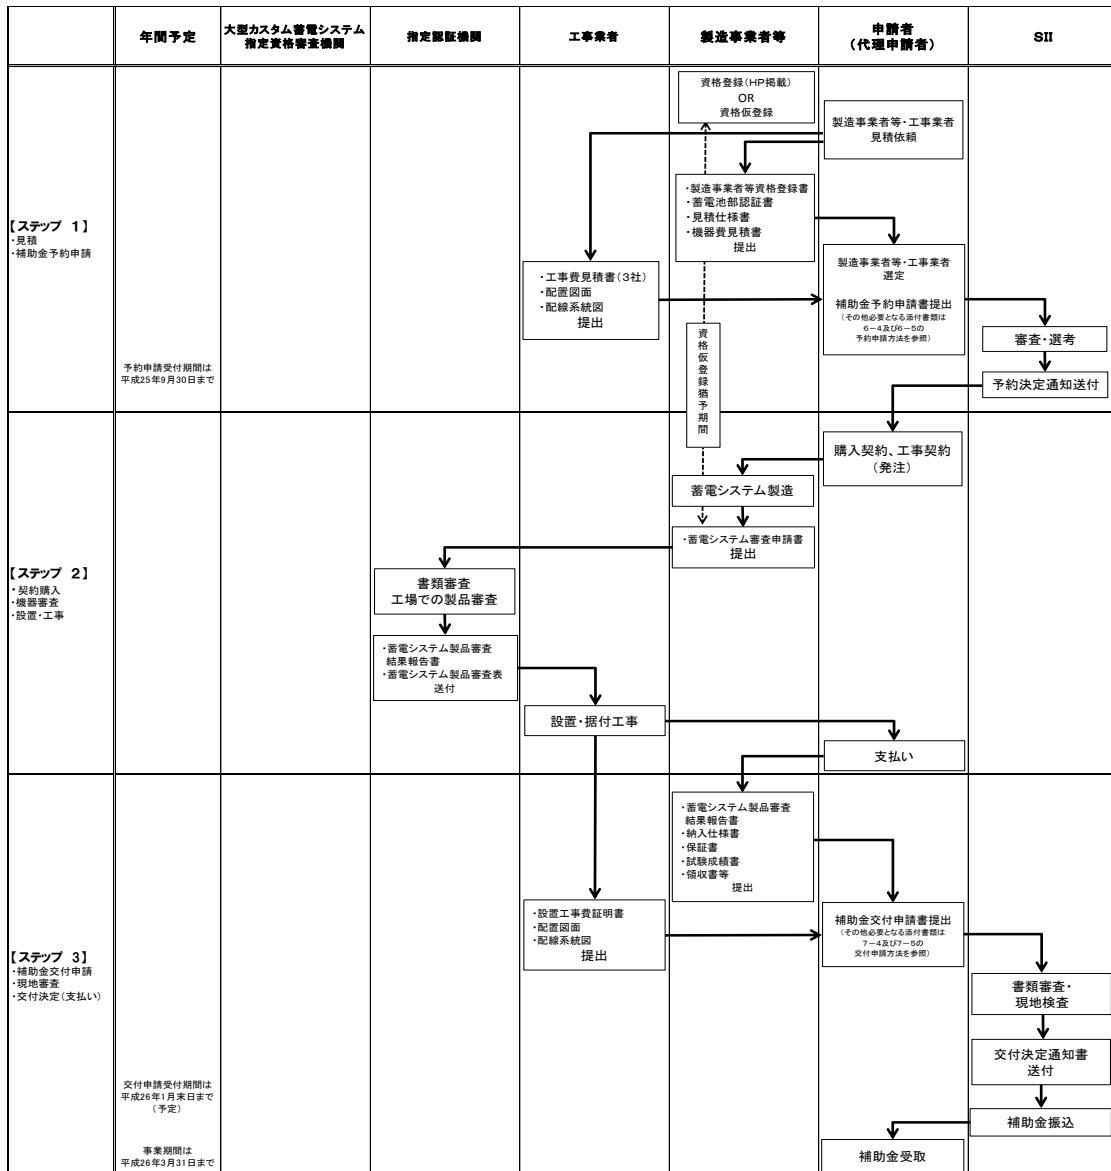 年間予定
大型カスタム蓄電システム
指定資格審査機関
指定認証機関
工事業者
製造事業者等
申請者
(代理申請者)
SII
【ステップ 1】
・見積
・補助金予約申請
予約申請受付期間は
平成25年9月30日まで
資格登録(HP掲載)
OR
資格仮登録
製造事業者等・工事業者
見積依頼
・製造事業者等資格登録書
・蓄電池部認証書
・見積仕様書
・機器費見積書
提出
・工事費見積書(3社)
・配置図面
・配線系統図
提出
製造事業者等・工事業者
選定
補助金予約申請書提出
(その他必要となる添付書類は
6-4及び6-5の
予約申請方法を参照)
審査・選考
予約決定通知送付
資格仮登録猶予期間
【ステップ 2】
・契約購入
・機器審査
・設置・工事
購入契約、工事契約
(発注)
蓄電システム製造
・蓄電システム審査申請書
提出
書類審査
工場での製品審査
・蓄電システム製品審査
結果報告書
・蓄電システム製品審査表
送付
設置・据付工事
支払い
【ステップ 3】
・補助金交付申請
・現地審査
・交付決定(支払い)
交付申請受付期間は
平成26年1月末日まで
(予定)
事業期間は
平成26年3月31日まで
・蓄電システム製品審査
結果報告書
・納入仕様書
・保証書
・試験成績書
・領収書等
提出
・設置工事費証明書
・配置図面
・配線系統図
提出
補助金交付申請書提出
(その他必要となる添付書類は
7-4及び7-5の
交付申請方法を参照)
書類審査・
現地検査
交付決定通知書
送付
補助金振込
補助金受取